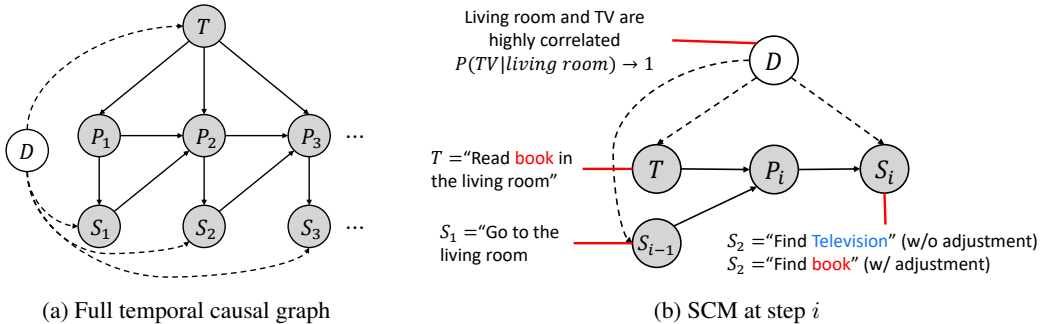 T
D
P₁
P₂
P₃
...
S₁
S₂
S₃
...
(a) Full temporal causal graph
Living room and TV are
highly correlated
P(TV|living room) → 1
D
T = "Read book in
the living room"
T
Pᵢ
Sᵢ
S₁ = "Go to the
living room
Sᵢ₋₁
S₂ = "Find Television" (w/o adjustment)
S₂ = "Find book" (w/ adjustment)
(b) SCM at step i